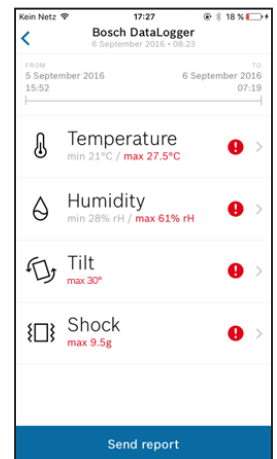 Kein Netz 17:27 18 %
Bosch DataLogger
6 September 2016 • 08:23
FROM TO
5 September 2016 6 September 2016
15:52 07:19
Temperature
min 21°C / max 27.5°C
Humidity
min 28% rH / max 61% rH
Tilt
max 30°
Shock
max 9.5g
Send report